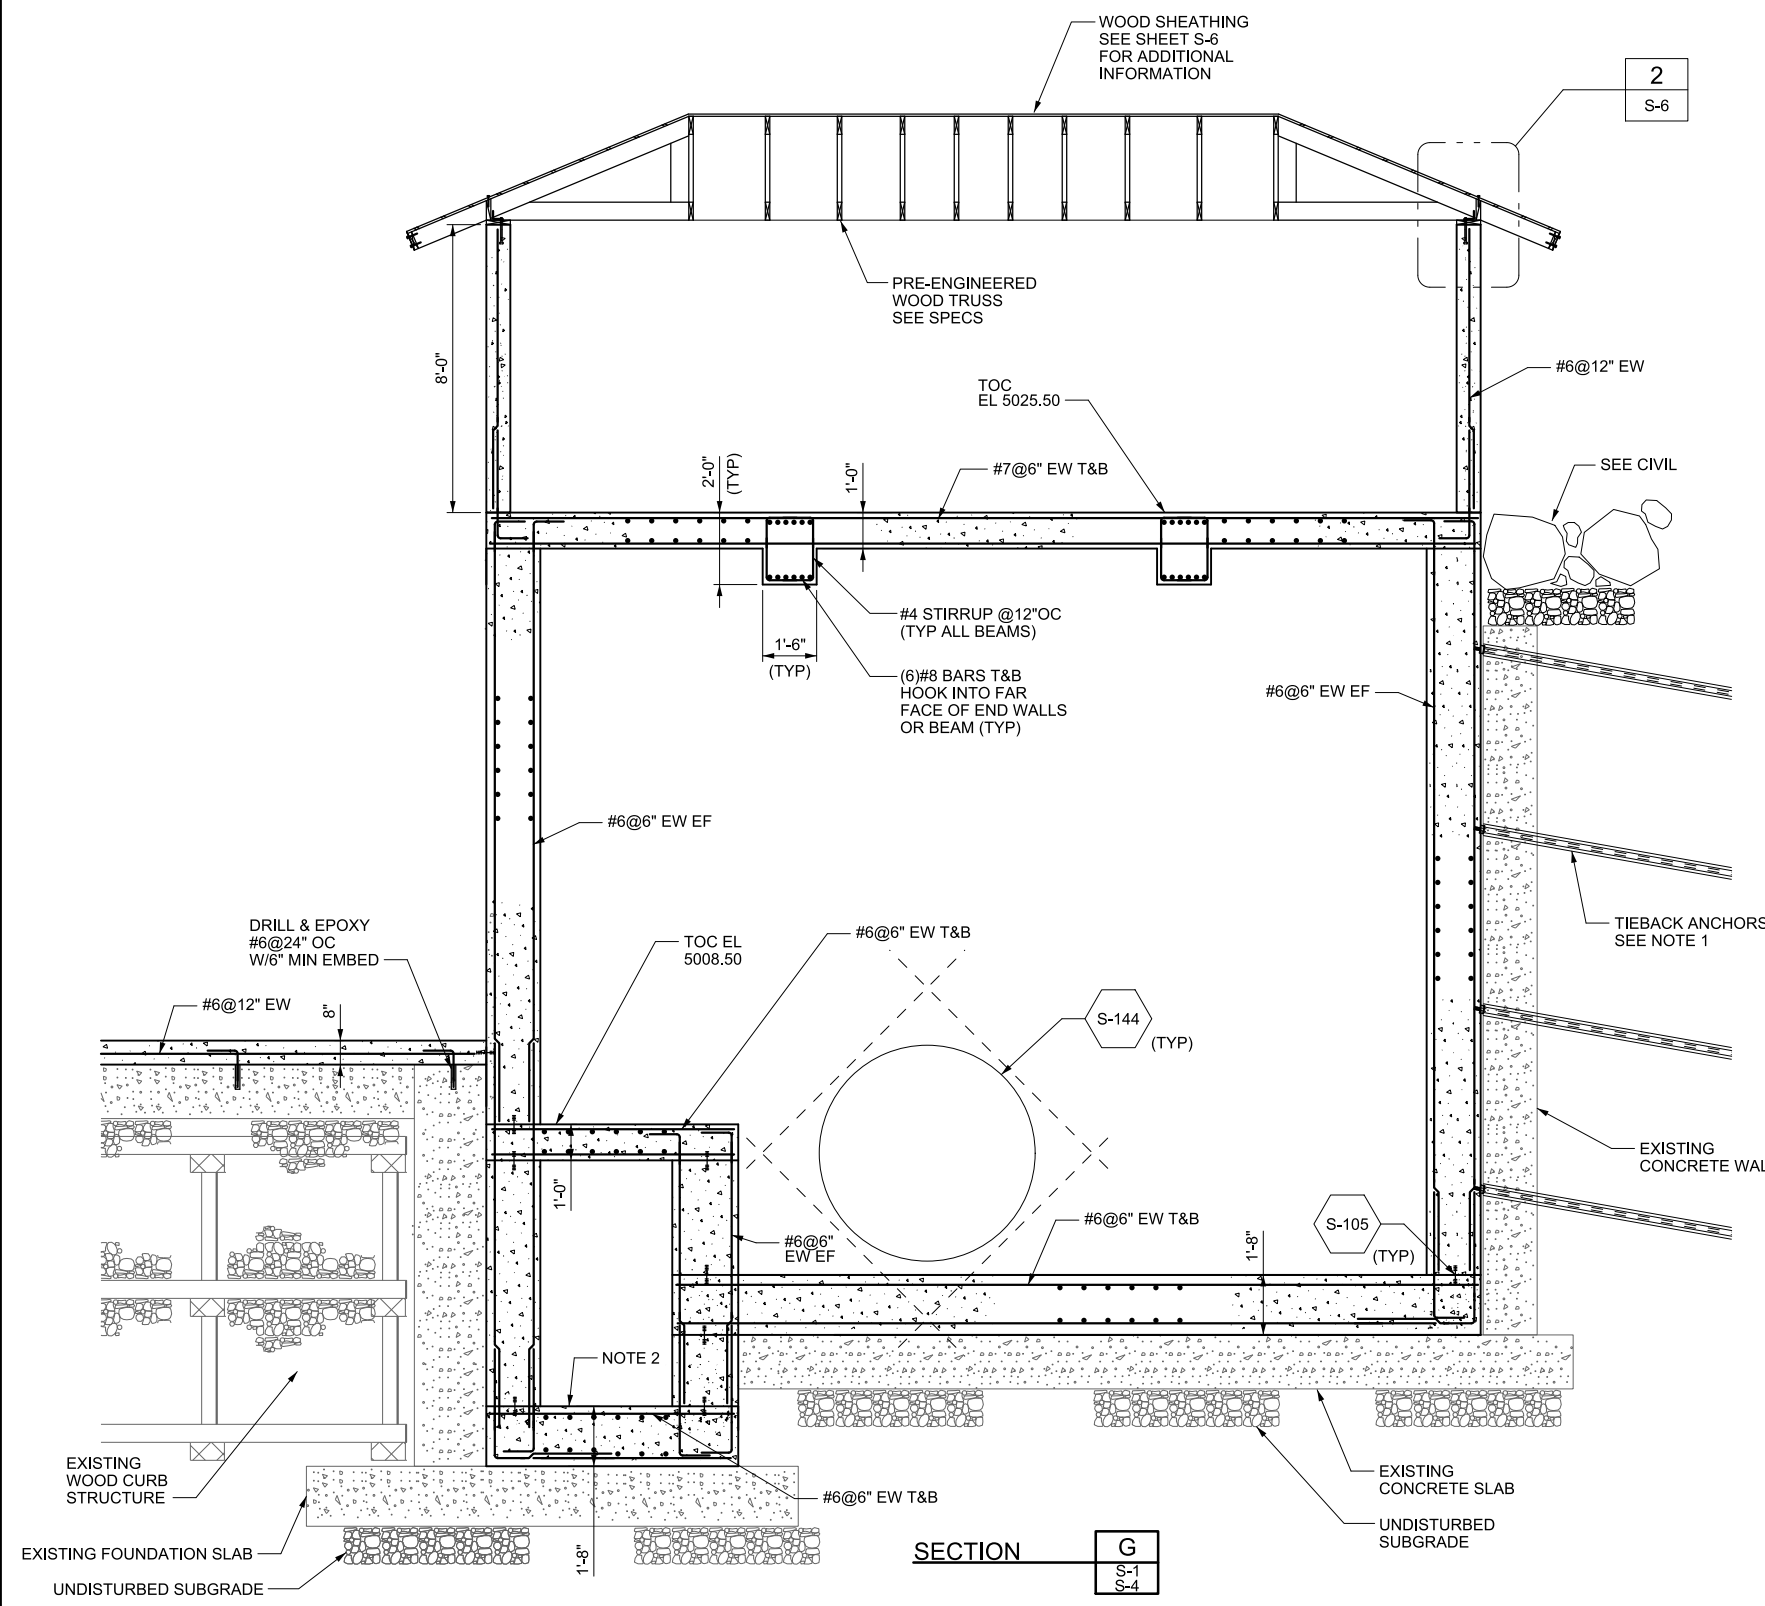 WOOD SHEATHING
SEE SHEET S-6
FOR ADDITIONAL
INFORMATION
2
S-6
PRE-ENGINEERED
WOOD TRUSS
SEE SPECS
8'-0"
#6@12" EW
TOC
EL 5025.50
2'-0"
(TYP)
1'-0"
#7@6" EW T&B
SEE CIVIL
#4 STIRRUP @12"OC
(TYP ALL BEAMS)
1'-6"
(TYP)
(6)#8 BARS T&B
HOOK INTO FAR
FACE OF END WALLS
OR BEAM (TYP)
#6@6" EW EF
#6@6" EW EF
DRILL & EPOXY
#6@24" OC
W/6" MIN EMBED
TOC EL
5008.50
#6@6" EW T&B
TIEBACK ANCHORS
SEE NOTE 1
#6@12" EW
8"
S-144
(TYP)
EXISTING
CONCRETE WAL
1'-0"
#6@6" EW T&B
S-105
(TYP)
#6@6"
EW EF
1'-8"
NOTE 2
EXISTING
WOOD CURB
STRUCTURE
#6@6" EW T&B
EXISTING
CONCRETE SLAB
UNDISTURBED
SUBGRADE
EXISTING FOUNDATION SLAB
UNDISTURBED SUBGRADE
1'-8"
SECTION
G
S-1
S-4